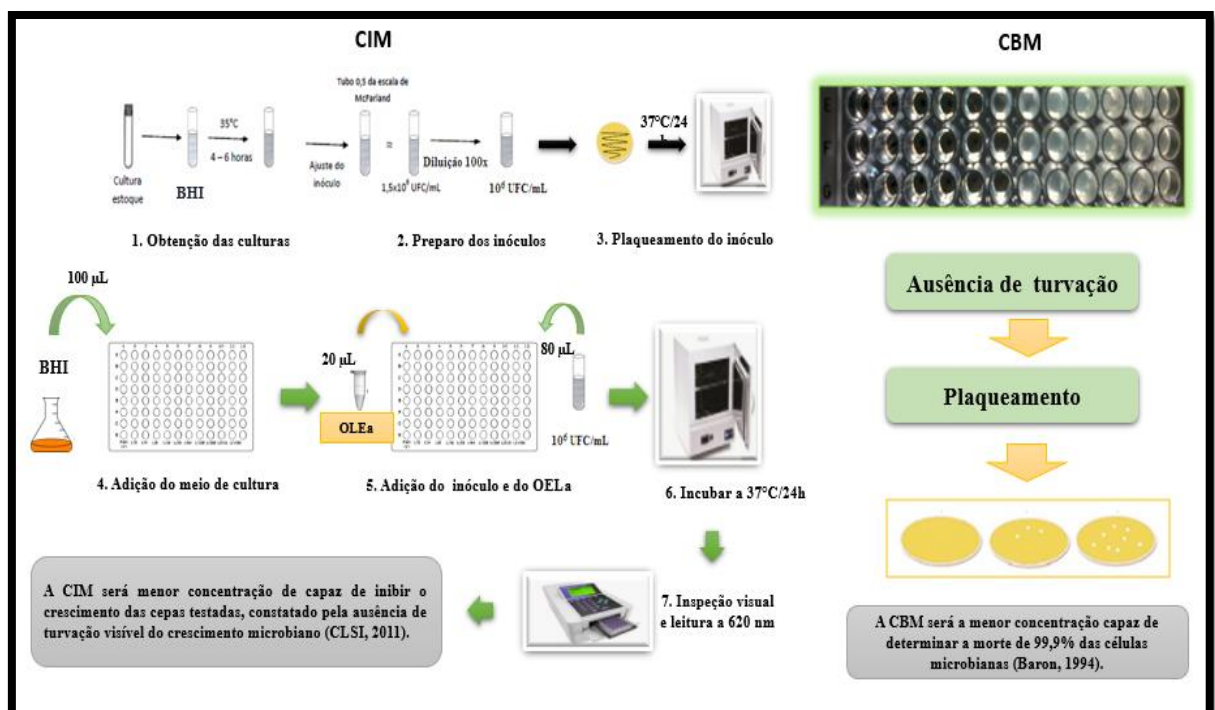 CIM
Tubo 0,5 da escala de
McFarland
35°C
4 – 6 horas
Cultura
estoque
BHI
Ajuste do
inóculo
≈
1,5x10⁸ UFC/mL
Diluição 100x
10⁶ UFC/mL
37°C/24
h
1. Obtenção das culturas
2. Preparo dos inóculos
3. Plaqueamento do inóculo
100 µL
BHI
4. Adição do meio de cultura
20 µL
OLEa
80 µL
10⁶ UFC/mL
5. Adição do inóculo e do OELa
6. Incubar a 37°C/24h
7. Inspeção visual
e leitura a 620 nm
A CIM será menor concentração de capaz de inibir o
crescimento das cepas testadas, constatado pela ausência de
turvação visível do crescimento microbiano (CLSI, 2011).
CBM
E
F
G
Ausência de turvação
Plaqueamento
A CBM será a menor concentração capaz de
determinar a morte de 99,9% das células
microbianas (Baron, 1994).